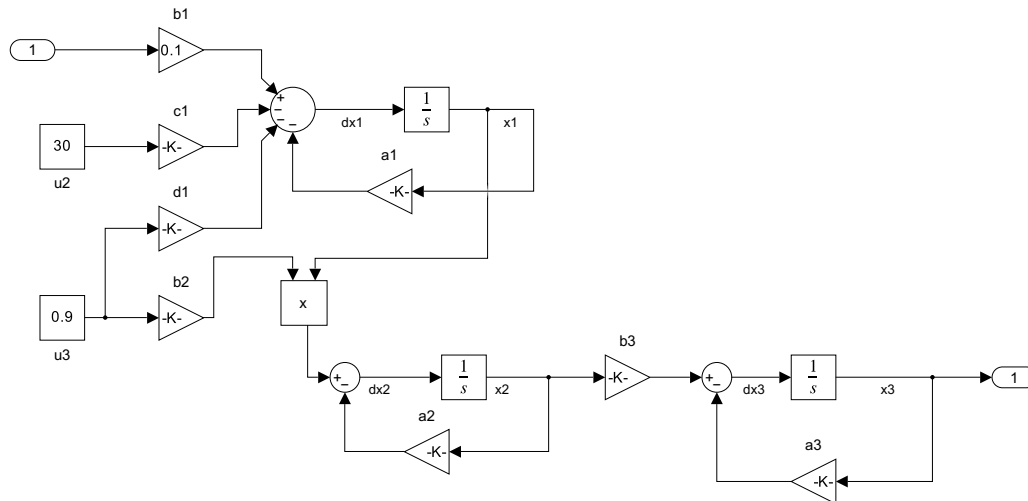 b1
1
0.1
c1
+
-
-
-
1
s
dx1
x1
30
-K-
u2
a1
-K-
d1
-K-
b2
x
0.9
-K-
u3
b3
+
-
1
s
dx2
x2
-K-
+
-
1
s
dx3
x3
1
a2
-K-
a3
-K-